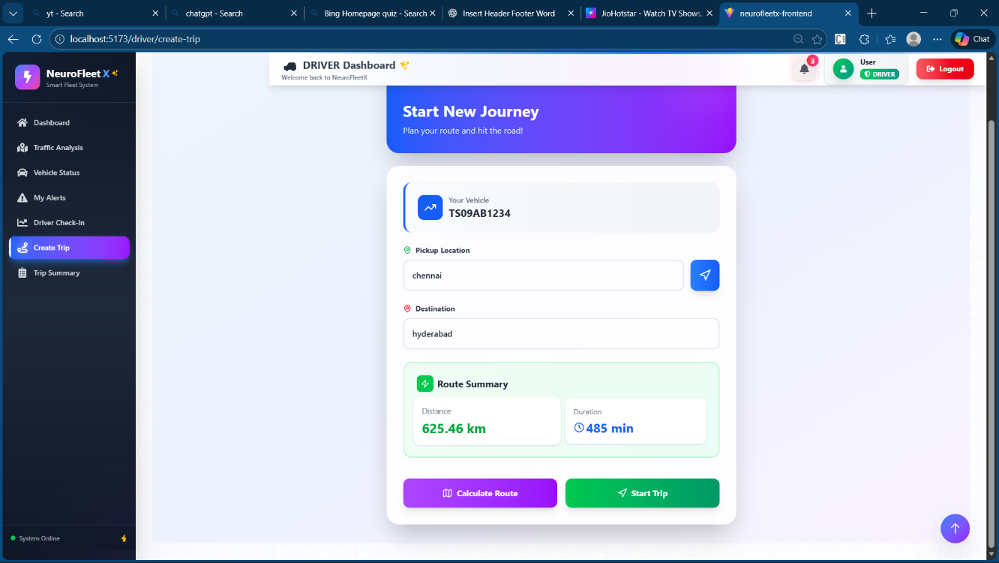 yt - Search
chatgpt - Search
Bing Homepage quiz - Search
Insert Header Footer Word
JioHotstar - Watch TV Shows,
neurofleetx-frontend
localhost:5173/driver/create-trip
Chat
NeuroFleet X
Smart Fleet System
DRIVER Dashboard
Welcome back to NeuroFleetX
3
User
DRIVER
Logout
Dashboard
Traffic Analysis
Vehicle Status
My Alerts
Driver Check-In
Create Trip
Trip Summary
System Online
Start New Journey
Plan your route and hit the road!
Your Vehicle
TS09AB1234
Pickup Location
chennai
Destination
hyderabad
Route Summary
Distance
625.46 km
Duration
485 min
Calculate Route
Start Trip